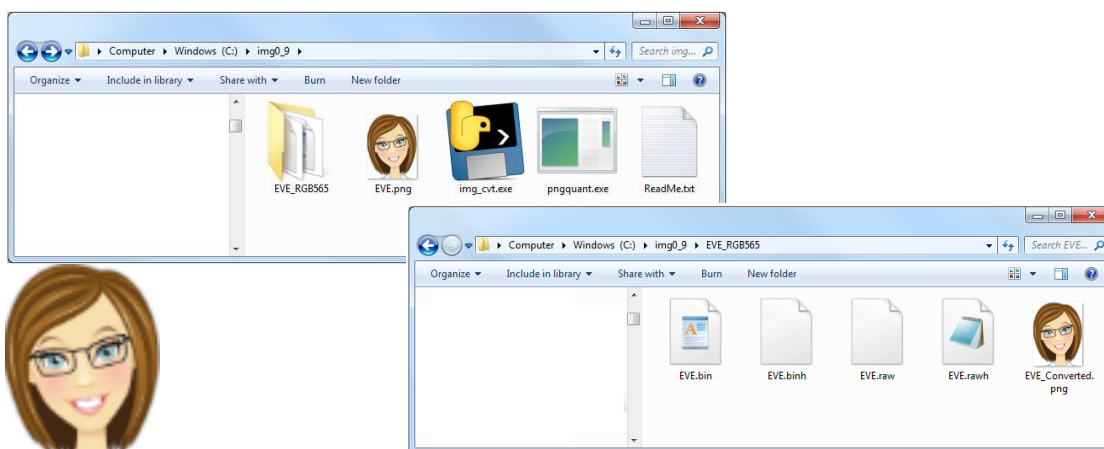 Computer Windows (C:) img0_9 Search img...
Organize Include in library Share with Burn New folder
EVE_RGB565 EVE.png img_cvt.exe pngquant.exe ReadMe.txt
Computer Windows (C:) img0_9 EVE_RGB565 Search EVE...
Organize Include in library Share with Burn New folder
A
EVE.bin EVE.binh EVE.raw EVE.rawh EVE_Converted.
png